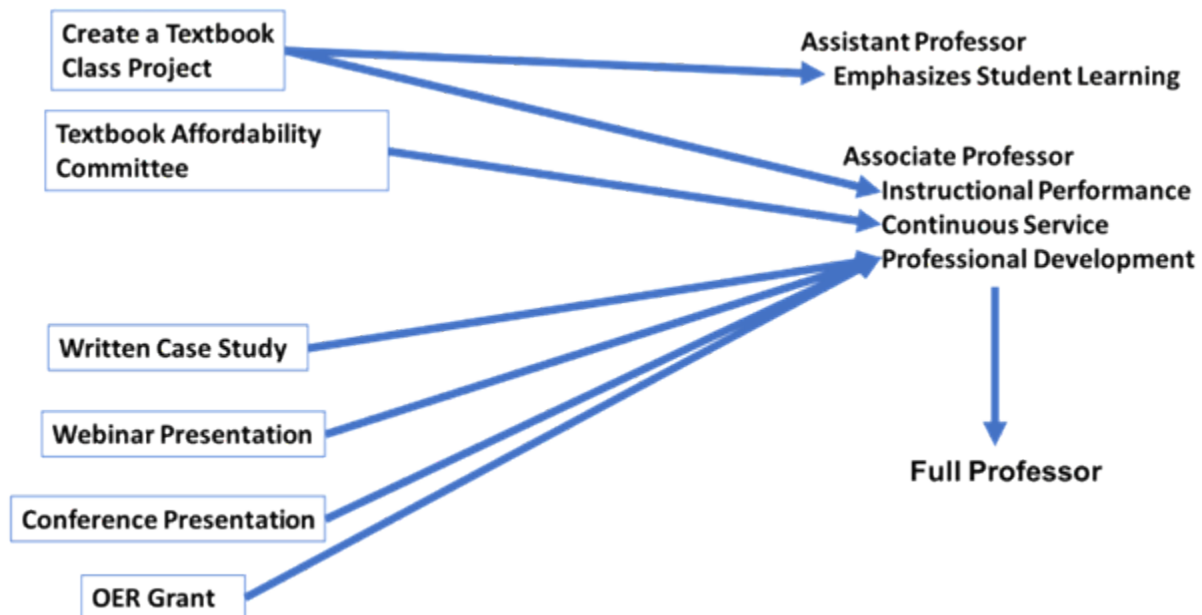 Create a Textbook
Class Project
Textbook Affordability
Committee
Written Case Study
Webinar Presentation
Conference Presentation
OER Grant
Assistant Professor
Emphasizes Student Learning
Associate Professor
Instructional Performance
Continuous Service
Professional Development
Full Professor